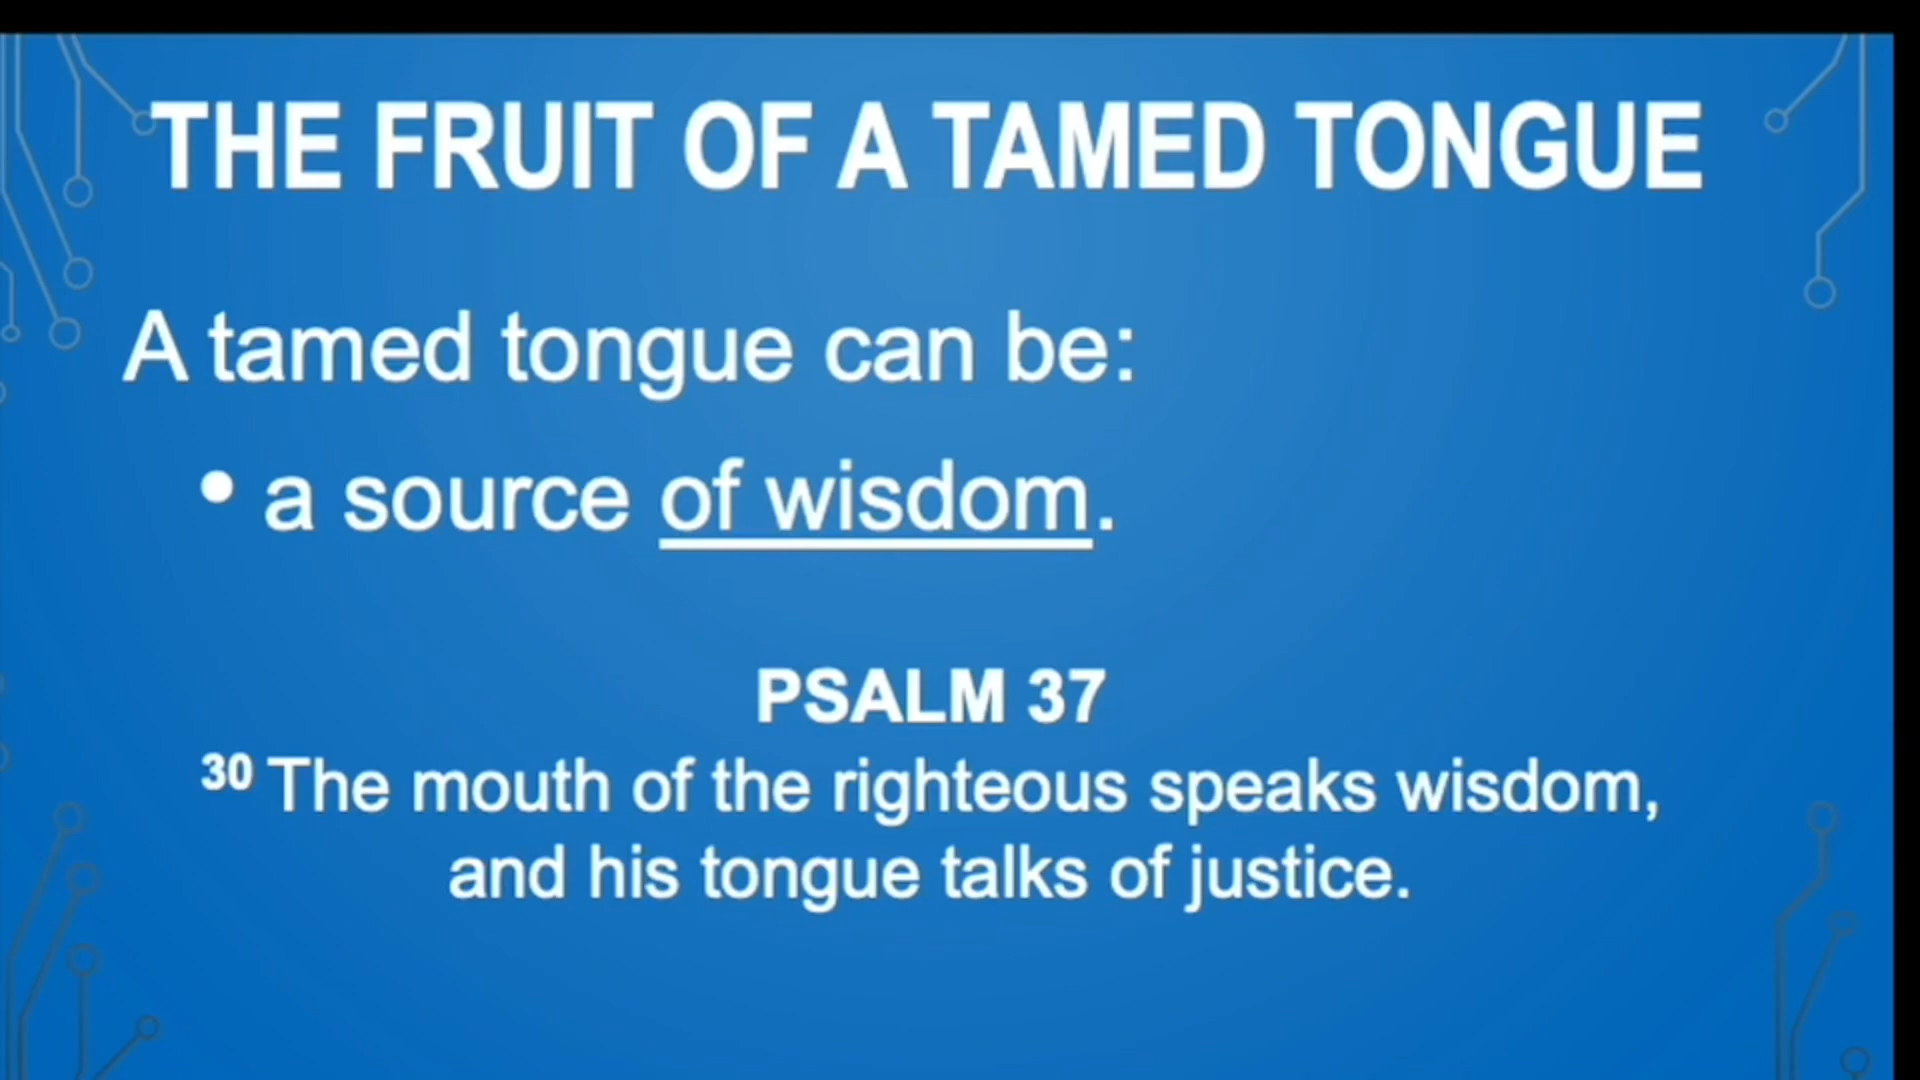 THE FRUIT OF A TAMED TONGUE
A tamed tongue can be:
• a source of wisdom.
PSALM 37
30 The mouth of the righteous speaks wisdom,
and his tongue talks of justice.